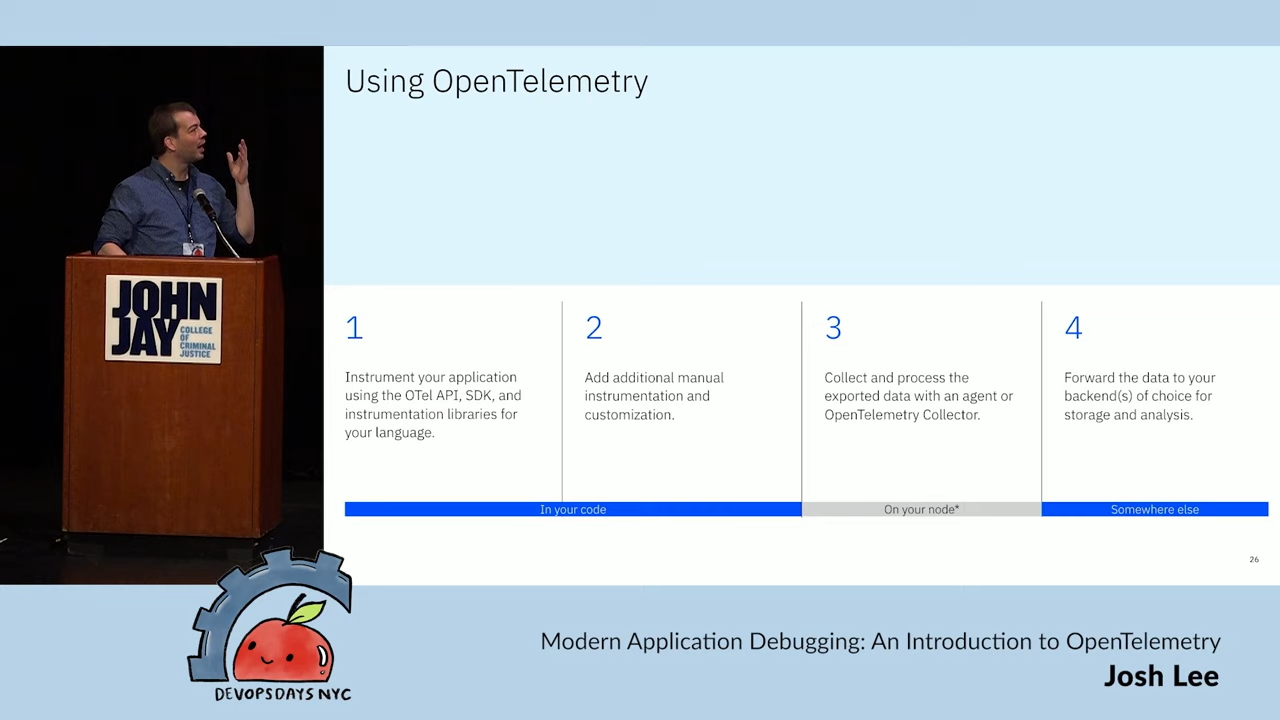 Using OpenTelemetry
JOHN
JAY
COLLEGE
OF
CRIMINAL
JUSTICE
1
Instrument your application
using the OTel API, SDK, and
instrumentation libraries for
your language.
2
Add additional manual
instrumentation and
customization.
3
Collect and process the
exported data with an agent or
OpenTelemetry Collector.
4
Forward the data to your
backend(s) of choice for
storage and analysis.
In your code
On your node*
Somewhere else
26
DEVOPSDAYS NYC
Modern Application Debugging: An Introduction to OpenTelemetry
Josh Lee